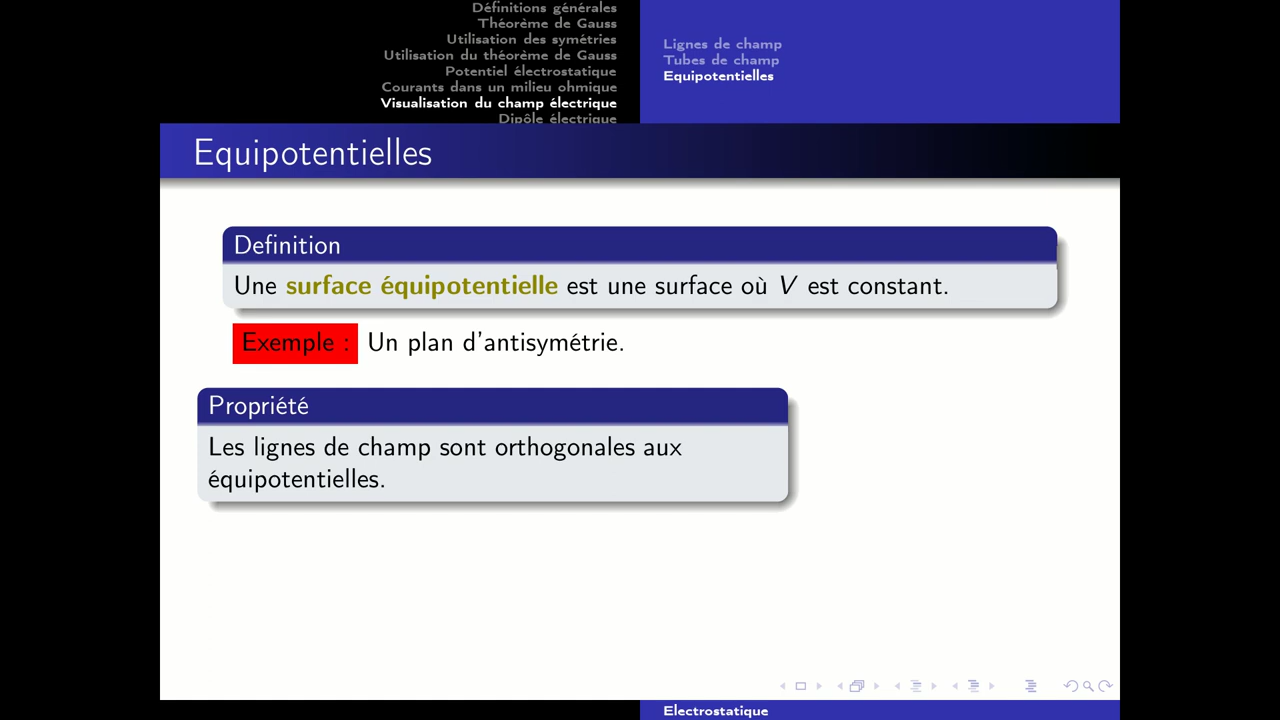 Définitions générales
Théorème de Gauss
Utilisation des symétries
Utilisation du théorème de Gauss
Potentiel électrostatique
Courants dans un milieu ohmique
Visualisation du champ électrique
Dipôle électrique
Lignes de champ
Tubes de champ
Equipotentielles
Equipotentielles
Definition
Une surface équipotentielle est une surface où V est constant.
Exemple : Un plan d'antisymétrie.
Propriété
Les lignes de champ sont orthogonales aux
équipotentielles.
Electrostatique